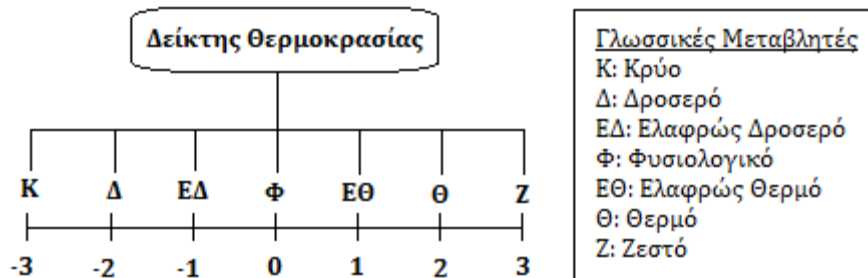 Δείκτης Θερμοκρασίας
Κ Δ ΕΔ Φ ΕΘ Θ Ζ
-3 -2 -1 0 1 2 3
Γλωσσικές Μεταβλητές
Κ: Κρύο
Δ: Δροσερό
ΕΔ: Ελαφρώς Δροσερό
Φ: Φυσιολογικό
ΕΘ: Ελαφρώς Θερμό
Θ: Θερμό
Ζ: Ζεστό